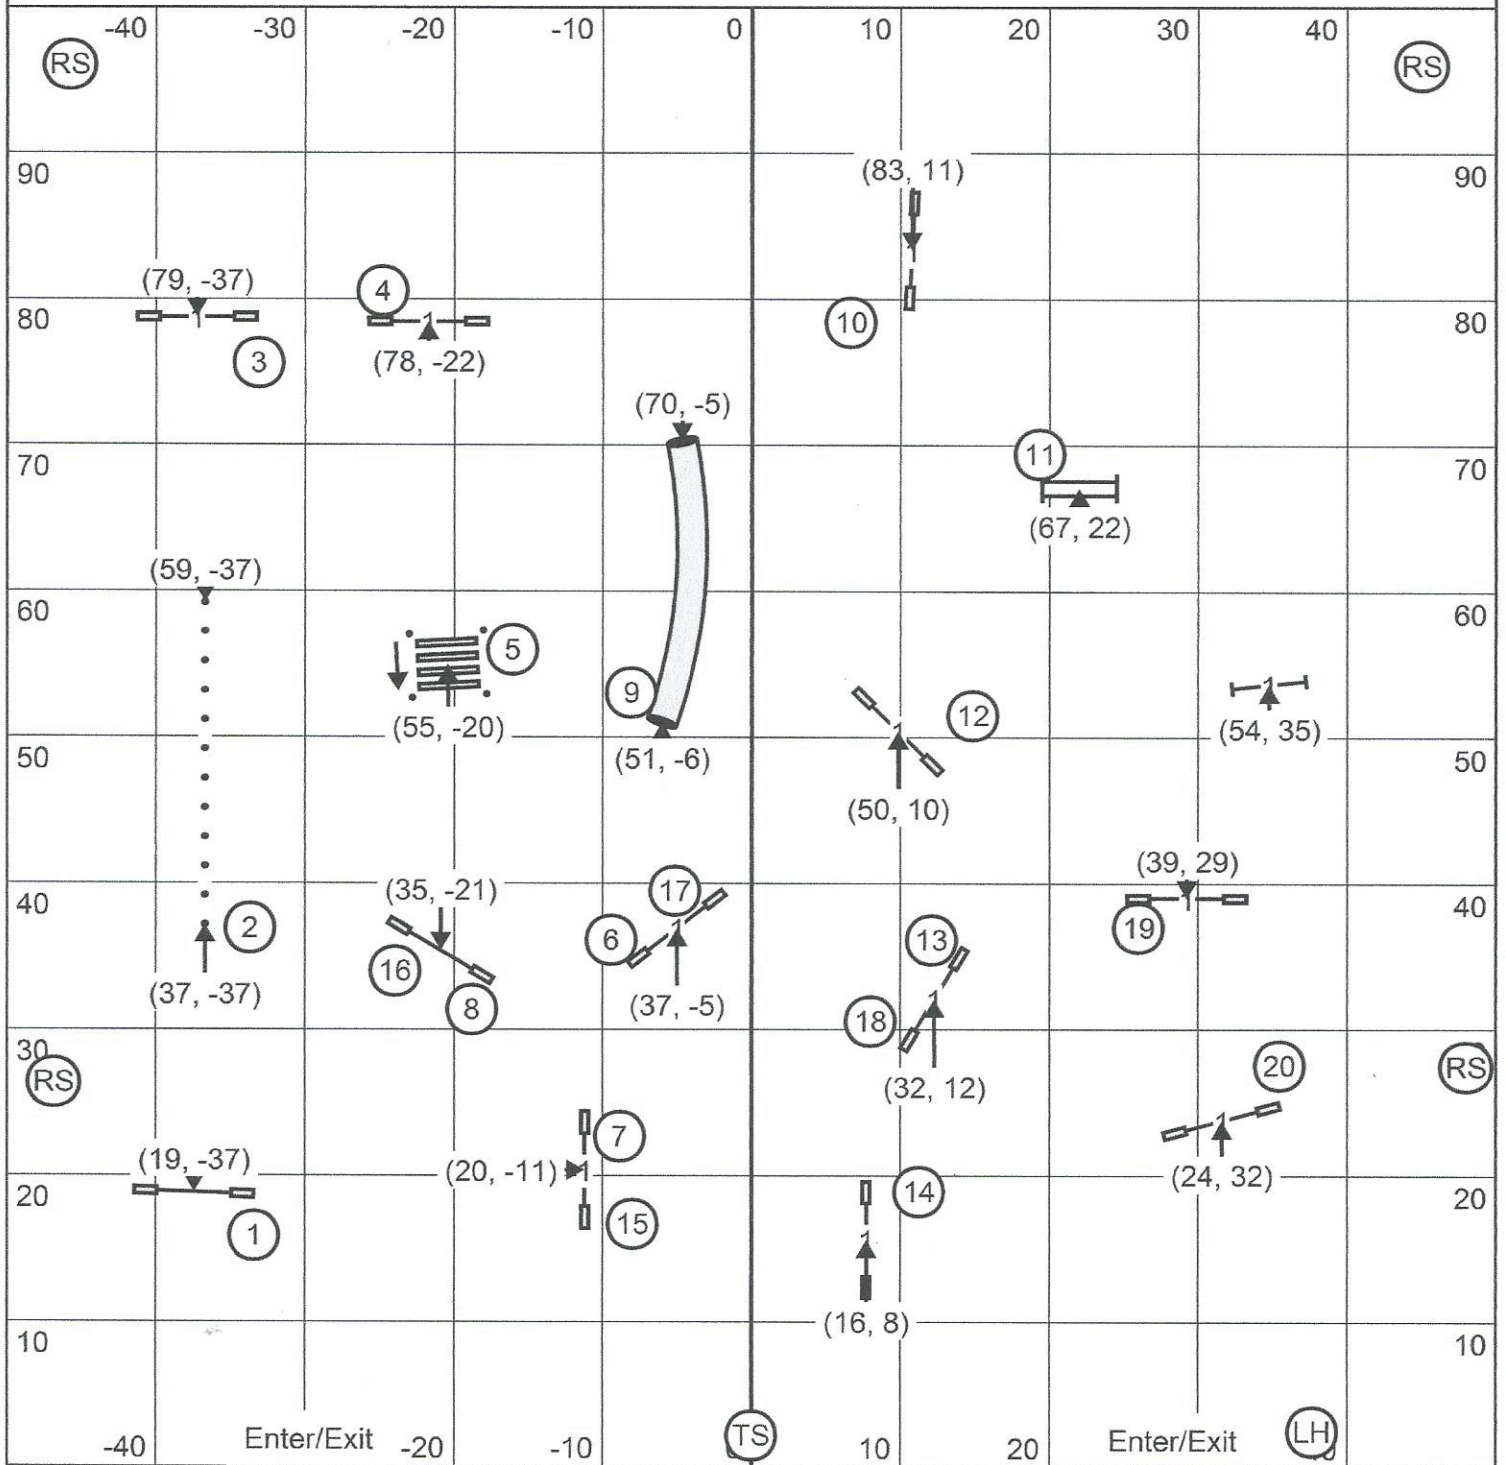 -40 -30 -20 -10 0 10 20 30 40
RS RS
90 (83, 11) 90
(79, -37) 4
80 10 80
3 (78, -22)
(70, -5)
70 11 70
(67, 22)
(59, -37)
60 60
5
9 12
(55, -20) (54, 35)
50 (51, -6) 50
(50, 10)
(35, -21) 17 (39, 29)
40 2 6 13 19 40
16
(37, -37) 8 (37, -5) 18
30
RS 20 RS
(32, 12)
7
(19, -37) (20, -11) (24, 32)
20 14 20
1 15
(16, 8)
10 10
-40 Enter/Exit -20 -10 TS 10 20 Enter/Exit LH